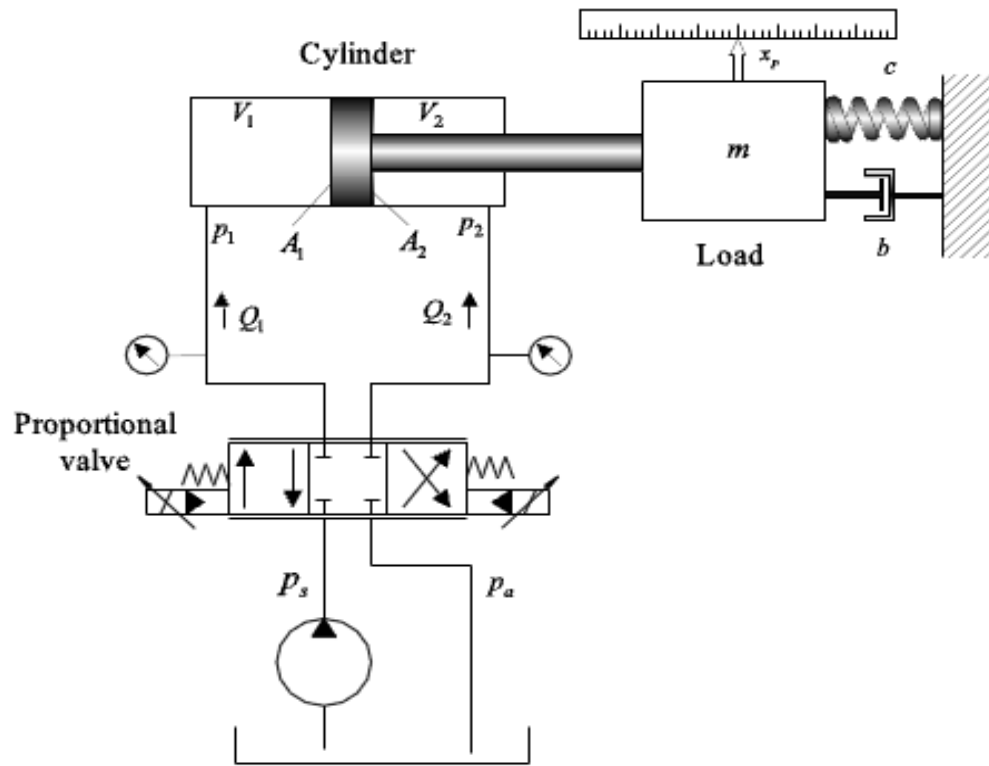 Cylinder
x_p
c
V_1
V_2
m
p_1
A_1
A_2
p_2
Load
b
Q_1
Q_2
Proportional
valve
p_s
p_a